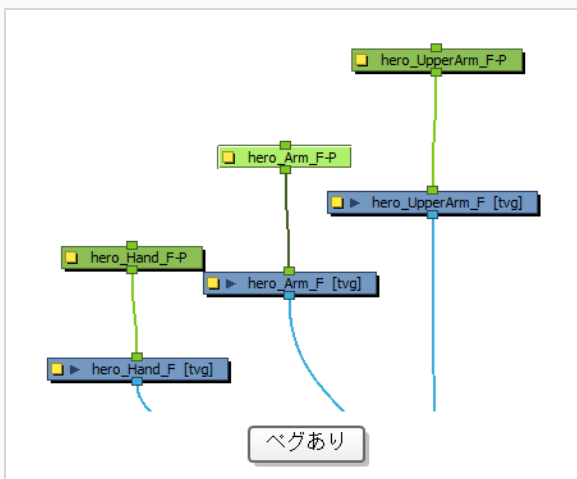 hero_UpperArm_F-P
hero_Arm_F-P
hero_UpperArm_F [tvg]
hero_Hand_F-P
hero_Arm_F [tvg]
hero_Hand_F [tvg]
ペグあり